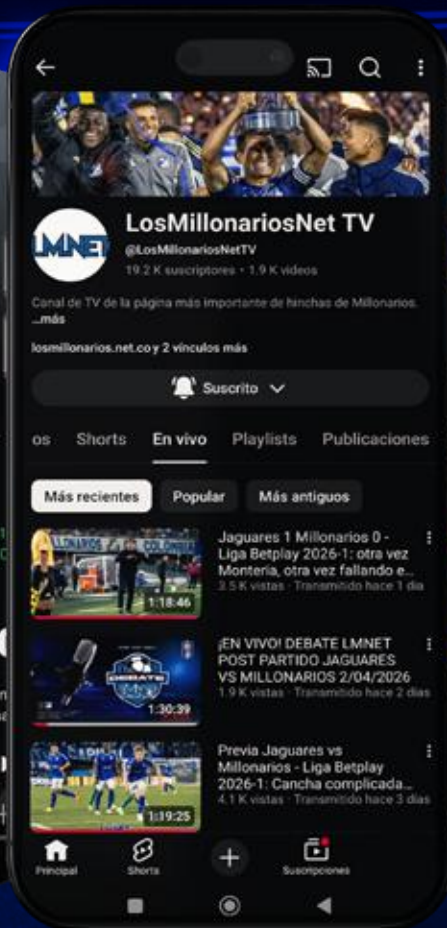 LMNET
LosMillonariosNet TV
@LosMillonariosNetTV
19.2 K suscriptores • 1.9 K videos
Canal de TV de la página más importante de hinchas de Millonarios.
...más
losmillonarios.net.co y 2 vínculos más
Suscrito
os Shorts En vivo Playlists Publicaciones
Más recientes Popular Más antiguos
Jaguares 1 Millonarios 0 -
Liga Betplay 2026-1: otra vez
Montería, otra vez fallando e...
3.5 K vistas · Transmitido hace 1 día
1:18:46
¡EN VIVO! DEBATE LMNET
POST PARTIDO JAGUARES
VS MILLONARIOS 2/04/2026
1.9 K vistas · Transmitido hace 2 días
DEBATE
LMNET
1:30:39
Previa Jaguares vs
Millonarios - Liga Betplay
2026-1: Cancha complicada...
4.1 K vistas · Transmitido hace 3 días
1:19:25
Principal
Shorts
Suscripciones